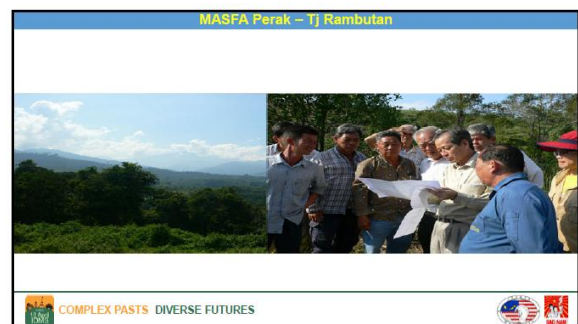 MASFA Perak – Tj Rambutan
COMPLEX PASTS DIVERSE FUTURES